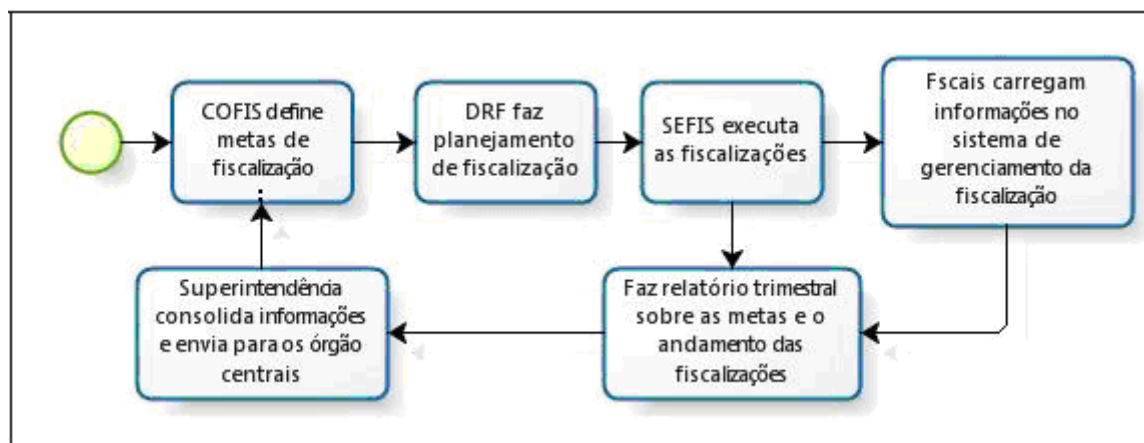 COFIS define
metas de
fiscalização
DRF faz
planejamento
de fiscalização
SEFIS executa
as fiscalizações
Fscais carregam
informações no
sistema de
gerenciamento da
fiscalização
Superintendência
consolida informações
e envia para os órgão
centrais
Faz relatório trimestral
sobre as metas e o
andamento das
fiscalizações